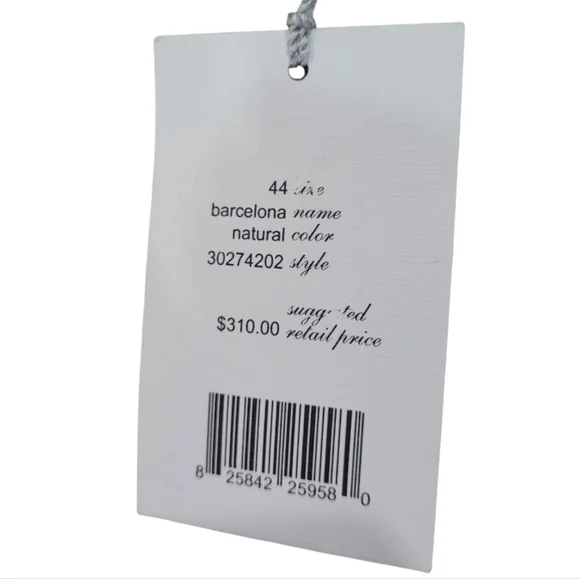 44 size
barcelona name
natural color
30274202 style
suggested
$310.00 retail price
8 25842 25958 0